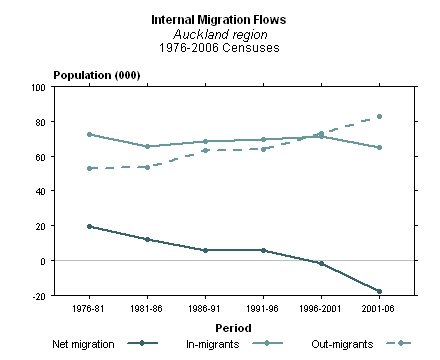 Internal Migration Flows
Auckland region
1976-2006 Censuses
Population (000)
100
80
60
40
20
0
-20
1976-81 1981-86 1986-91 1991-96 1996-2001 2001-06
Period
Net migration In-migrants Out-migrants